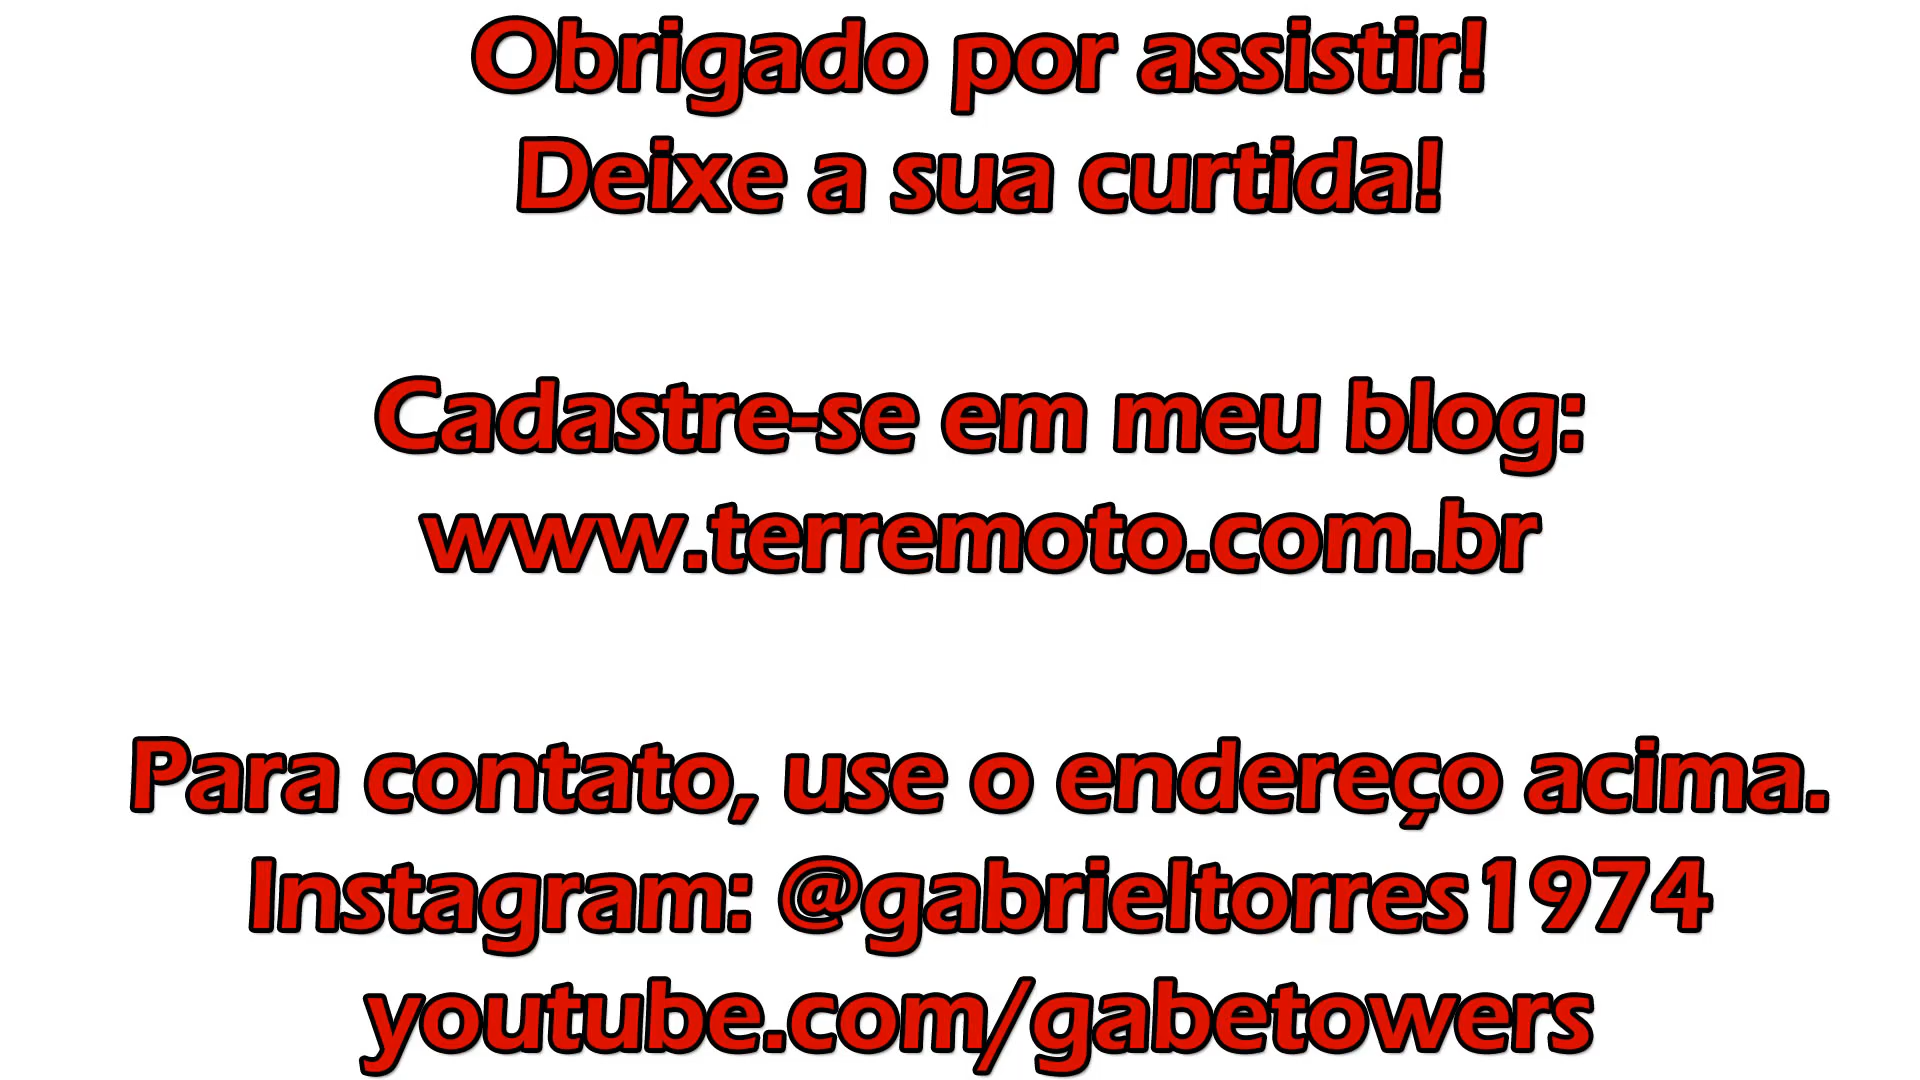 Obrigado por assistir!
Deixe a sua curtida!
Cadastre-se em meu blog:
www.terremoto.com.br
Para contato, use o endereço acima.
Instagram: @gabrieltorres1974
youtube.com/gabetowers